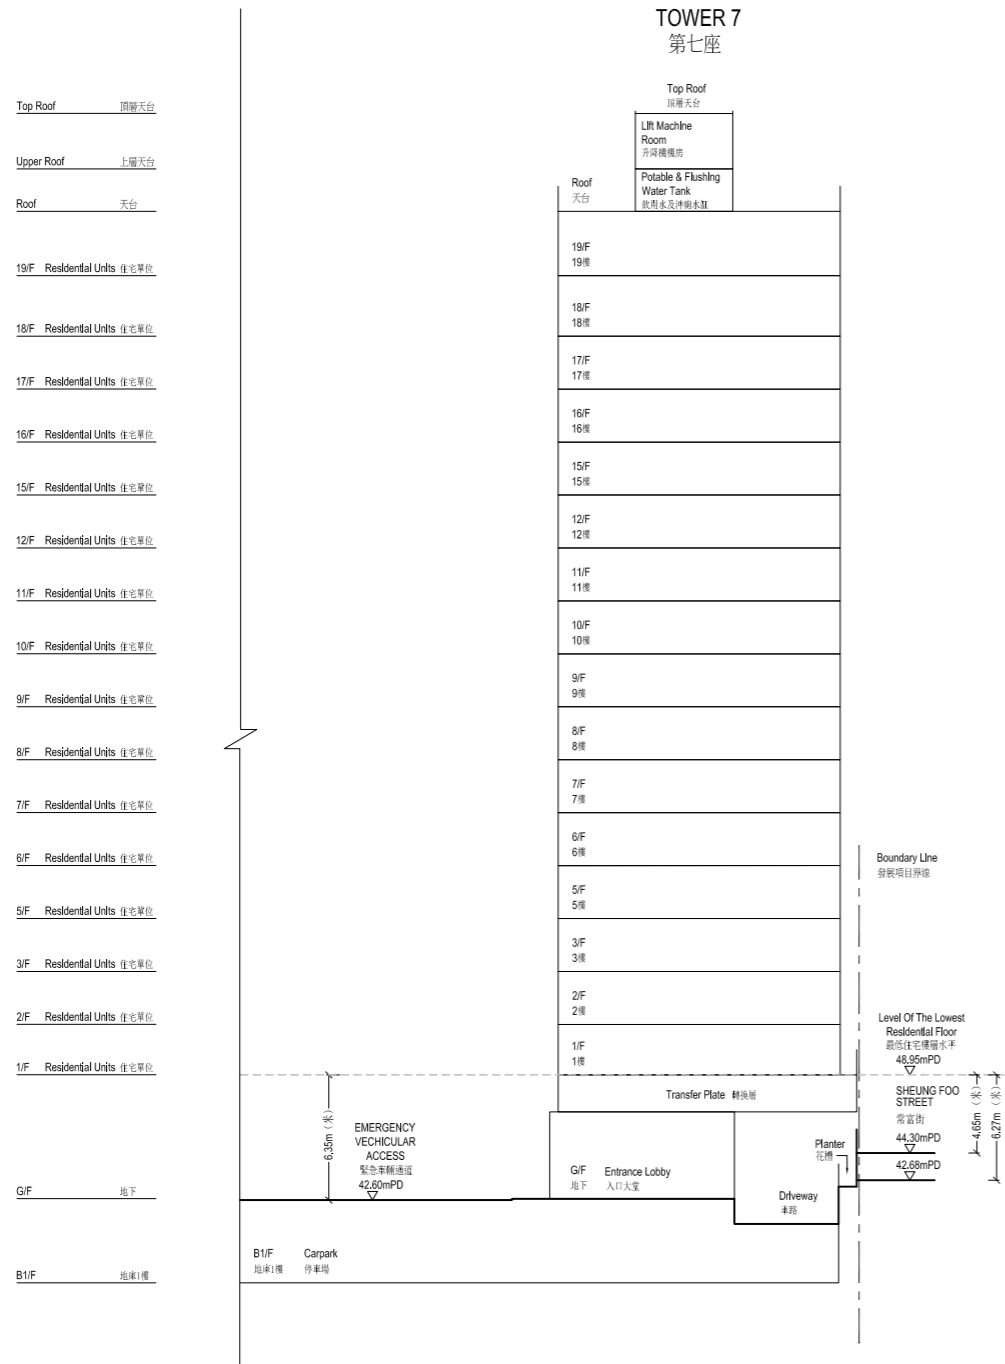 TOWER 7
第七座
Top Roof 頂層天台
Upper Roof 上層天台
Roof 天台
19/F Residential Units 住宅單位
18/F Residential Units 住宅單位
17/F Residential Units 住宅單位
16/F Residential Units 住宅單位
15/F Residential Units 住宅單位
12/F Residential Units 住宅單位
11/F Residential Units 住宅單位
10/F Residential Units 住宅單位
9/F Residential Units 住宅單位
8/F Residential Units 住宅單位
7/F Residential Units 住宅單位
6/F Residential Units 住宅單位
5/F Residential Units 住宅單位
3/F Residential Units 住宅單位
2/F Residential Units 住宅單位
1/F Residential Units 住宅單位
G/F 地下
B1/F 地庫1樓
Top Roof
頂層天台
Lift Machine
Room
升降機機房
Potable & Flushing
Water Tank
飲用水及沖廁水缸
Roof
天台
19/F
19樓
18/F
18樓
17/F
17樓
16/F
16樓
15/F
15樓
12/F
12樓
11/F
11樓
10/F
10樓
9/F
9樓
8/F
8樓
7/F
7樓
6/F
6樓
5/F
5樓
3/F
3樓
2/F
2樓
1/F
1樓
Transfer Plate 轉換層
G/F Entrance Lobby
地下 入口大堂
Driveway
車路
Planter
花槽
B1/F Carpark
地庫1樓 停車場
6.35m (米)
EMERGENCY
VECHICULAR
ACCESS
緊急車輛通道
42.60mPD
Boundary Line
發展項目界線
Level Of The Lowest
Residential Floor
最低住宅樓層水平
48.95mPD
SHEUNG FOO
STREET
常富街
44.30mPD
42.68mPD
4.65m (米)
6.27m (米)